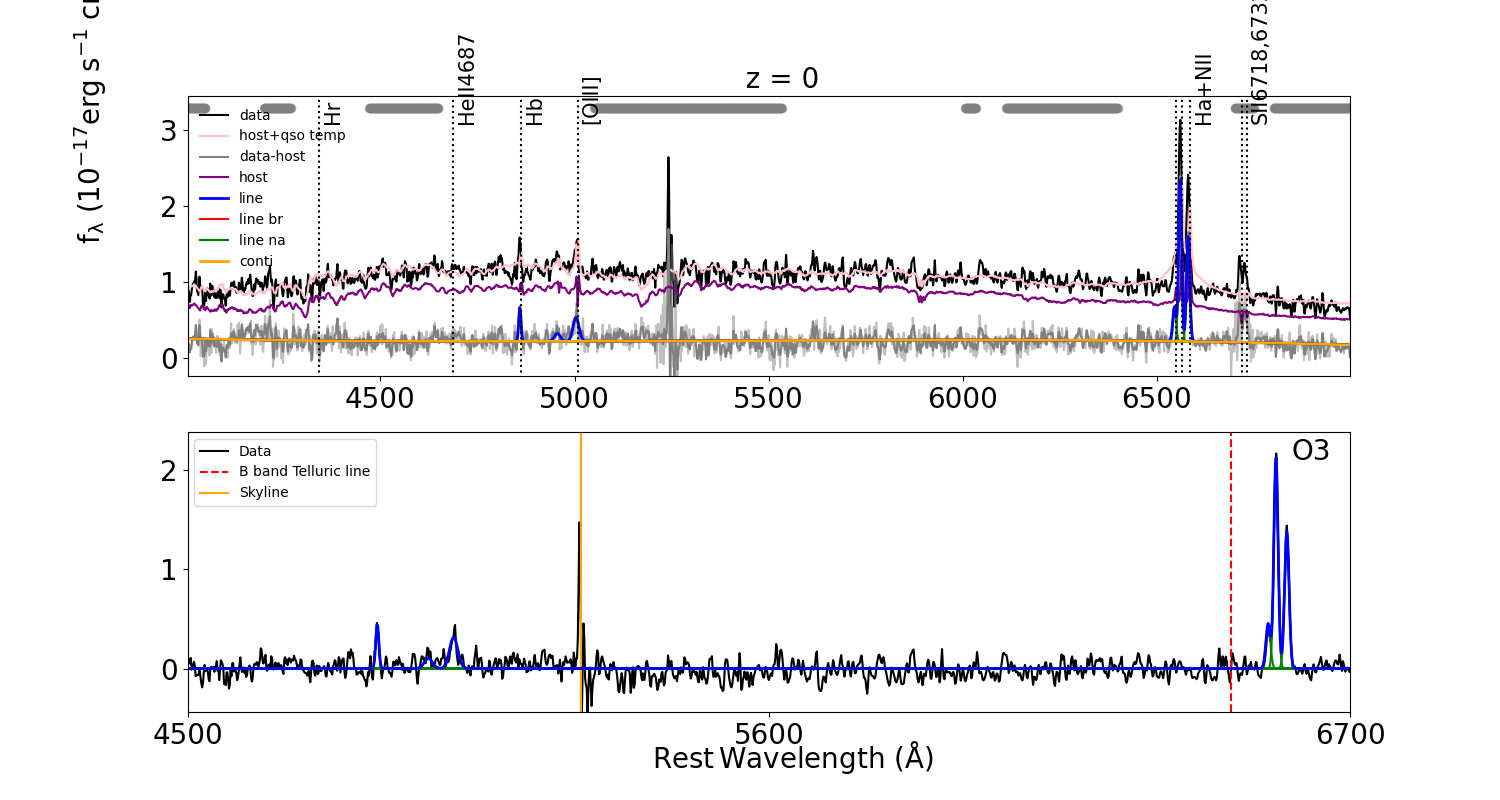 z = 0
Hr
HeII4687
Hb
[OIII]
Ha+NII
SII6718,673
f_λ (10^−17 erg s^−1 c
3
2
1
0
data
host+qso temp
data-host
host
line
line br
line na
conti
4500 5000 5500 6000 6500
2
1
0
Data
B band Telluric line
Skyline
O3
4500 5600 6700
Rest Wavelength (Å)